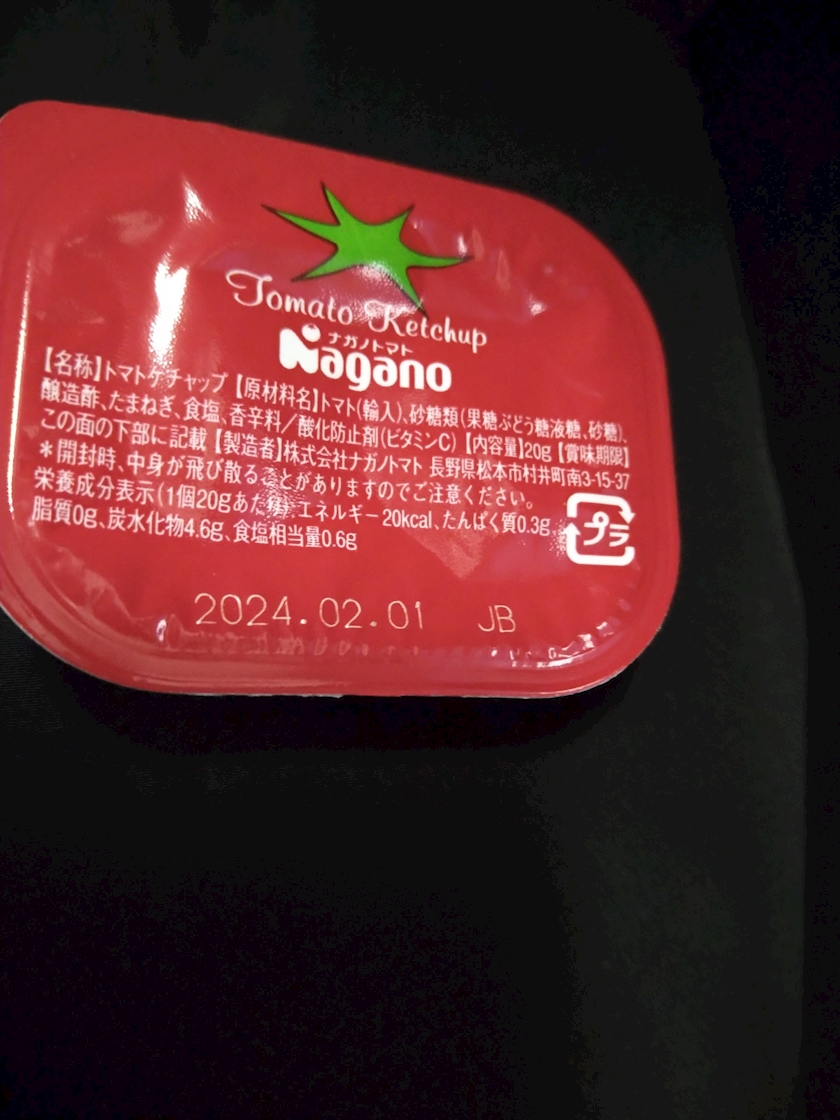 Tomato Ketchup
ナガノトマト
Nagano
【名称】トマトケチャップ【原材料名】トマト(輸入)、砂糖類(果糖ぶどう糖液糖、砂糖)、
醸造酢、たまねぎ、食塩、香辛料／酸化防止剤(ビタミンC)【内容量】20g【賞味期限】
この面の下部に記載【製造者】株式会社ナガノトマト 長野県松本市村井町南3-15-37
＊開封時、中身が飛び散ることがありますのでご注意ください。
栄養成分表示(1個20gあたり)エネルギー20kcal、たんぱく質0.3g、
脂質0g、炭水化物4.6g、食塩相当量0.6g
プラ
2024.02.01 JB